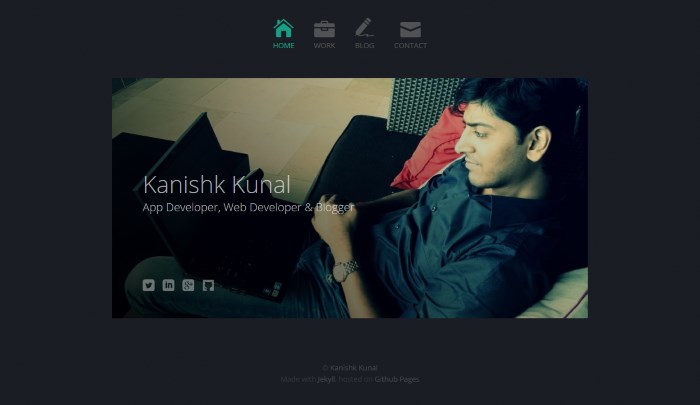 HOME WORK BLOG CONTACT
Kanishk Kunal
App Developer, Web Developer & Blogger
© Kanishk Kunal
Made with Jekyll, hosted on Github Pages